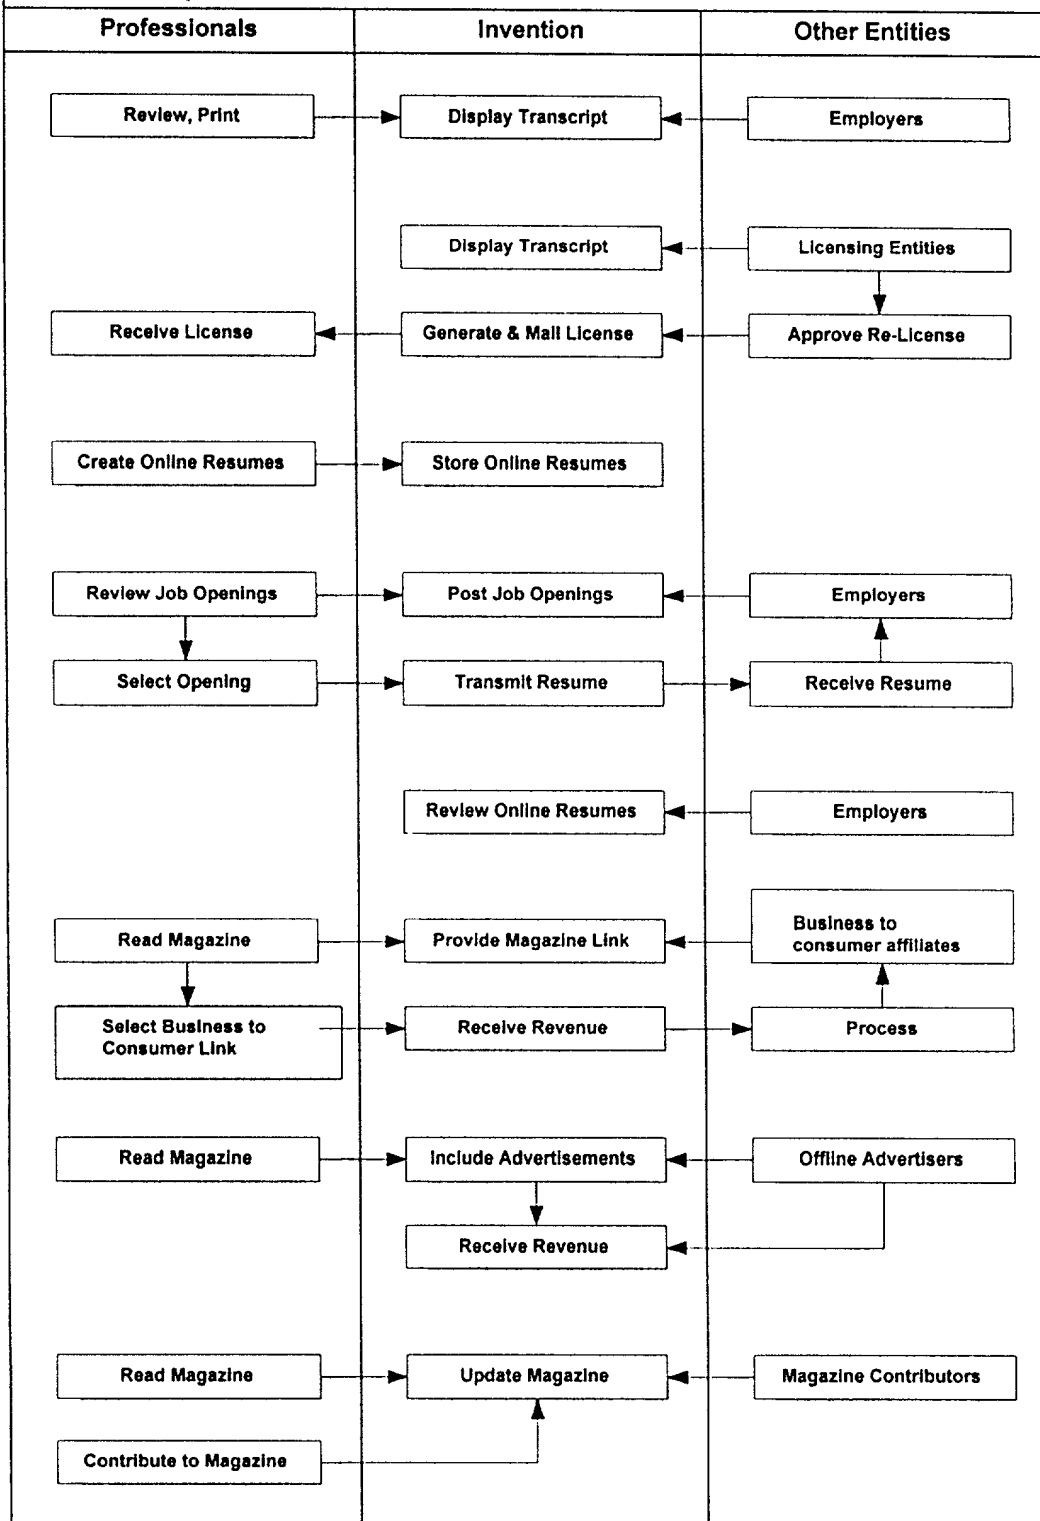 Professionals
Invention
Other Entities
Review, Print
Display Transcript
Employers
Display Transcript
Licensing Entities
Receive License
Generate & Mail License
Approve Re-License
Create Online Resumes
Store Online Resumes
Review Job Openings
Post Job Openings
Employers
Select Opening
Transmit Resume
Receive Resume
Review Online Resumes
Employers
Read Magazine
Provide Magazine Link
Business to
consumer affiliates
Select Business to
Consumer Link
Receive Revenue
Process
Read Magazine
Include Advertisements
Offline Advertisers
Receive Revenue
Read Magazine
Update Magazine
Magazine Contributors
Contribute to Magazine